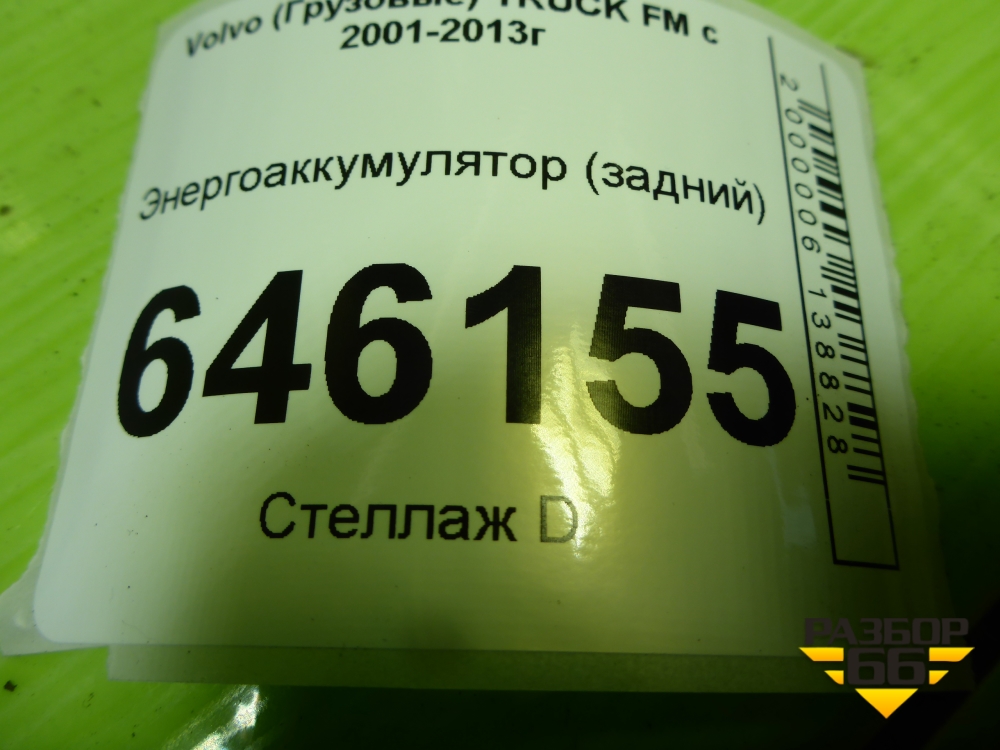 Volvo (Грузовые) TRUCK FM с
2001-2013г
Энергоаккумулятор (задний)
646155
Стеллаж D
2000006138828
РАЗБОР
66